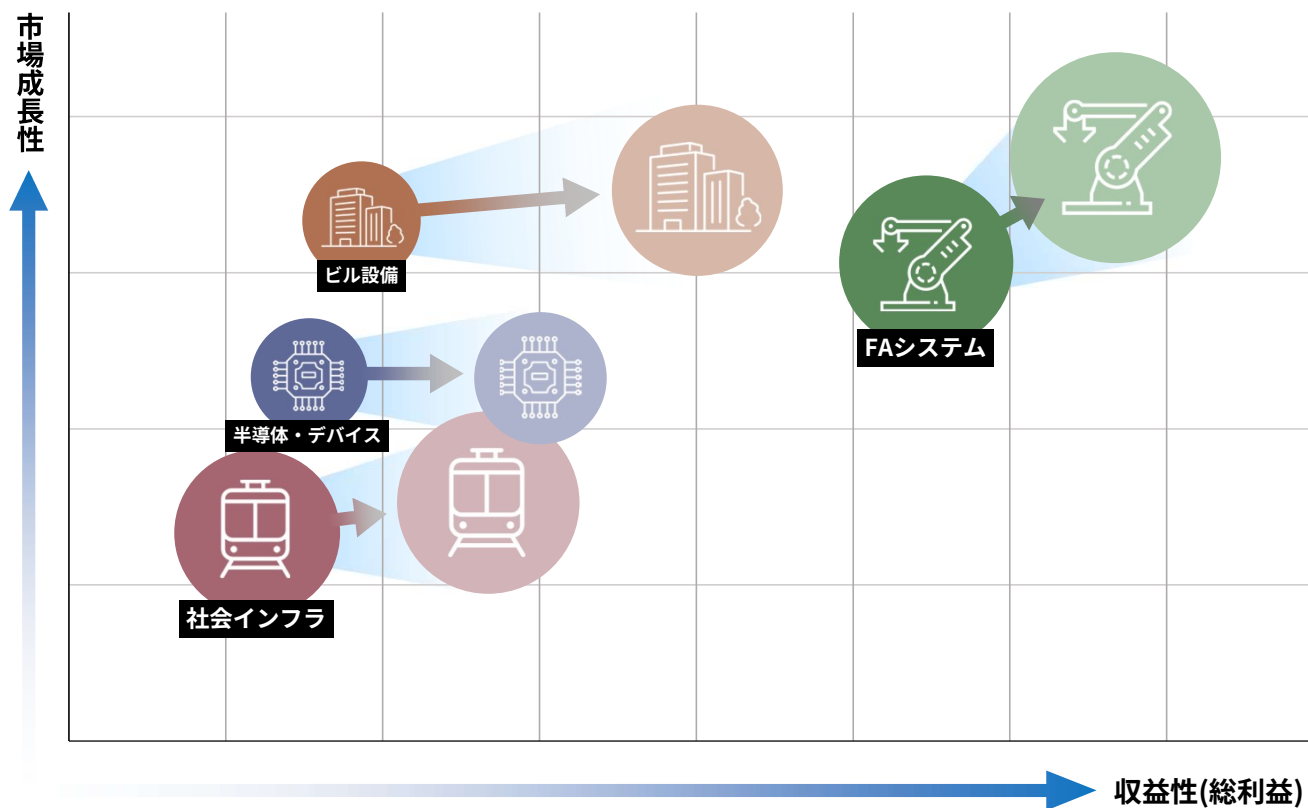 市場成長性
ビル設備
FAシステム
半導体・デバイス
社会インフラ
収益性(総利益)